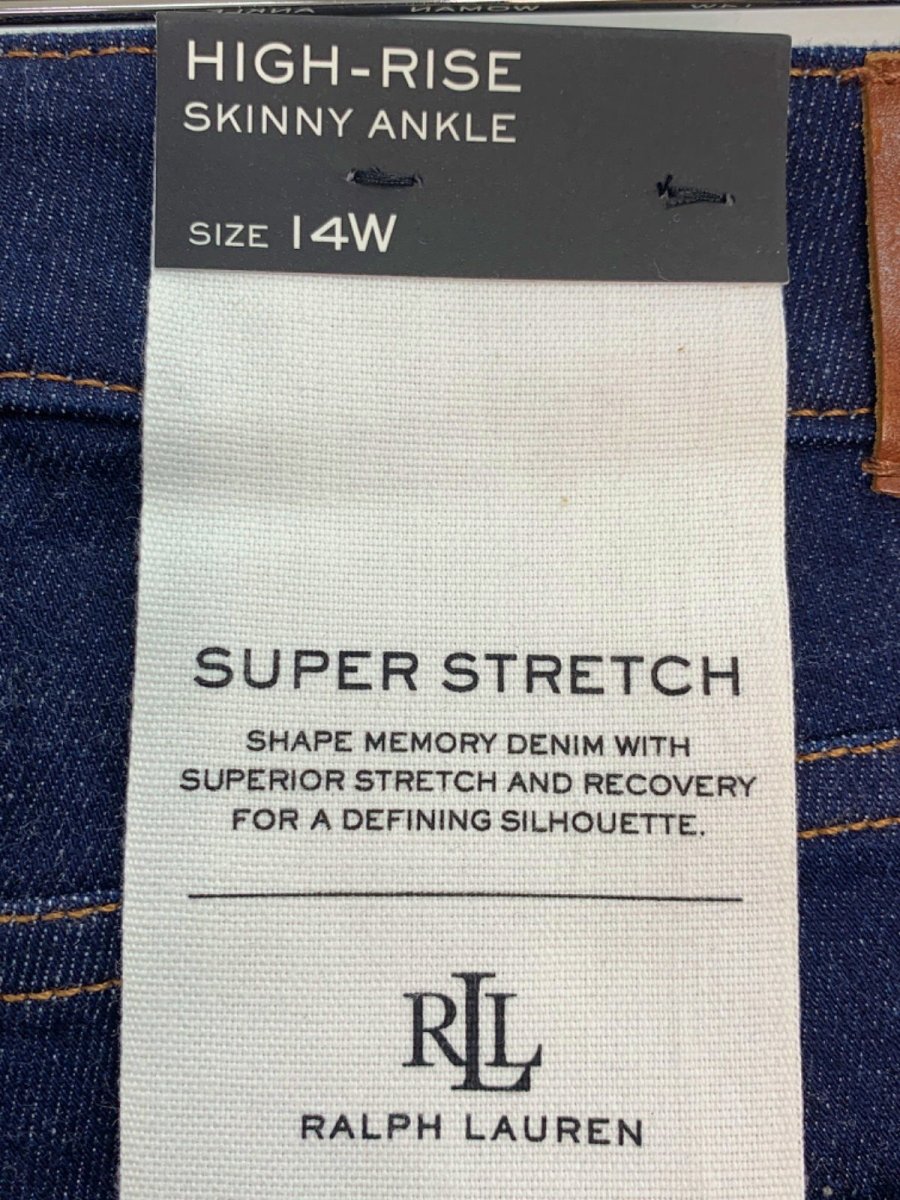 HIGH-RISE
SKINNY ANKLE
SIZE 14W
SUPER STRETCH
SHAPE MEMORY DENIM WITH
SUPERIOR STRETCH AND RECOVERY
FOR A DEFINING SILHOUETTE.
RLL
RALPH LAUREN